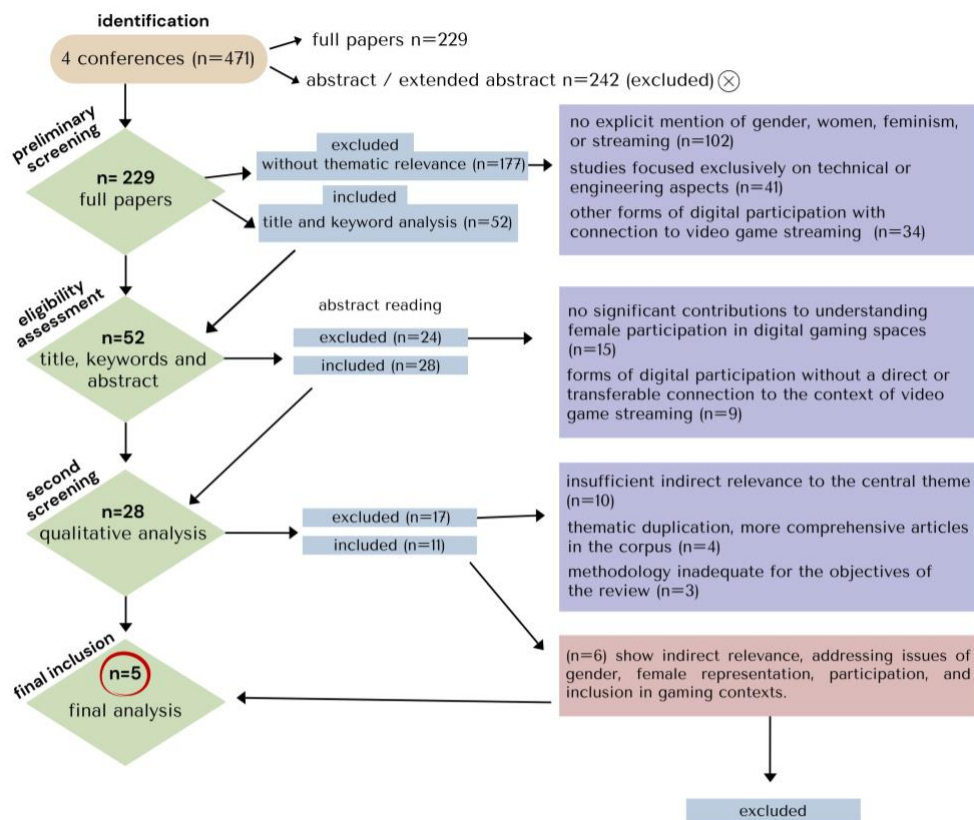 identification
4 conferences (n=471)
full papers n=229
abstract / extended abstract n=242 (excluded)
preliminary
screening
n= 229
full papers
excluded
without thematic relevance (n=177)
included
title and keyword analysis (n=52)
no explicit mention of gender, women, feminism,
or streaming (n=102)
studies focused exclusively on technical or
engineering aspects (n=41)
other forms of digital participation with
connection to video game streaming (n=34)
eligibility
assessment
n=52
title, keywords and
abstract
abstract reading
excluded (n=24)
included (n=28)
no significant contributions to understanding
female participation in digital gaming spaces
(n=15)
forms of digital participation without a direct or
transferable connection to the context of video
game streaming (n=9)
second
screening
n=28
qualitative analysis
excluded (n=17)
included (n=11)
insufficient indirect relevance to the central theme
(n=10)
thematic duplication, more comprehensive articles
in the corpus (n=4)
methodology inadequate for the objectives of
the review (n=3)
final inclusion
n=5
final analysis
(n=6) show indirect relevance, addressing issues of
gender, female representation, participation, and
inclusion in gaming contexts.
excluded